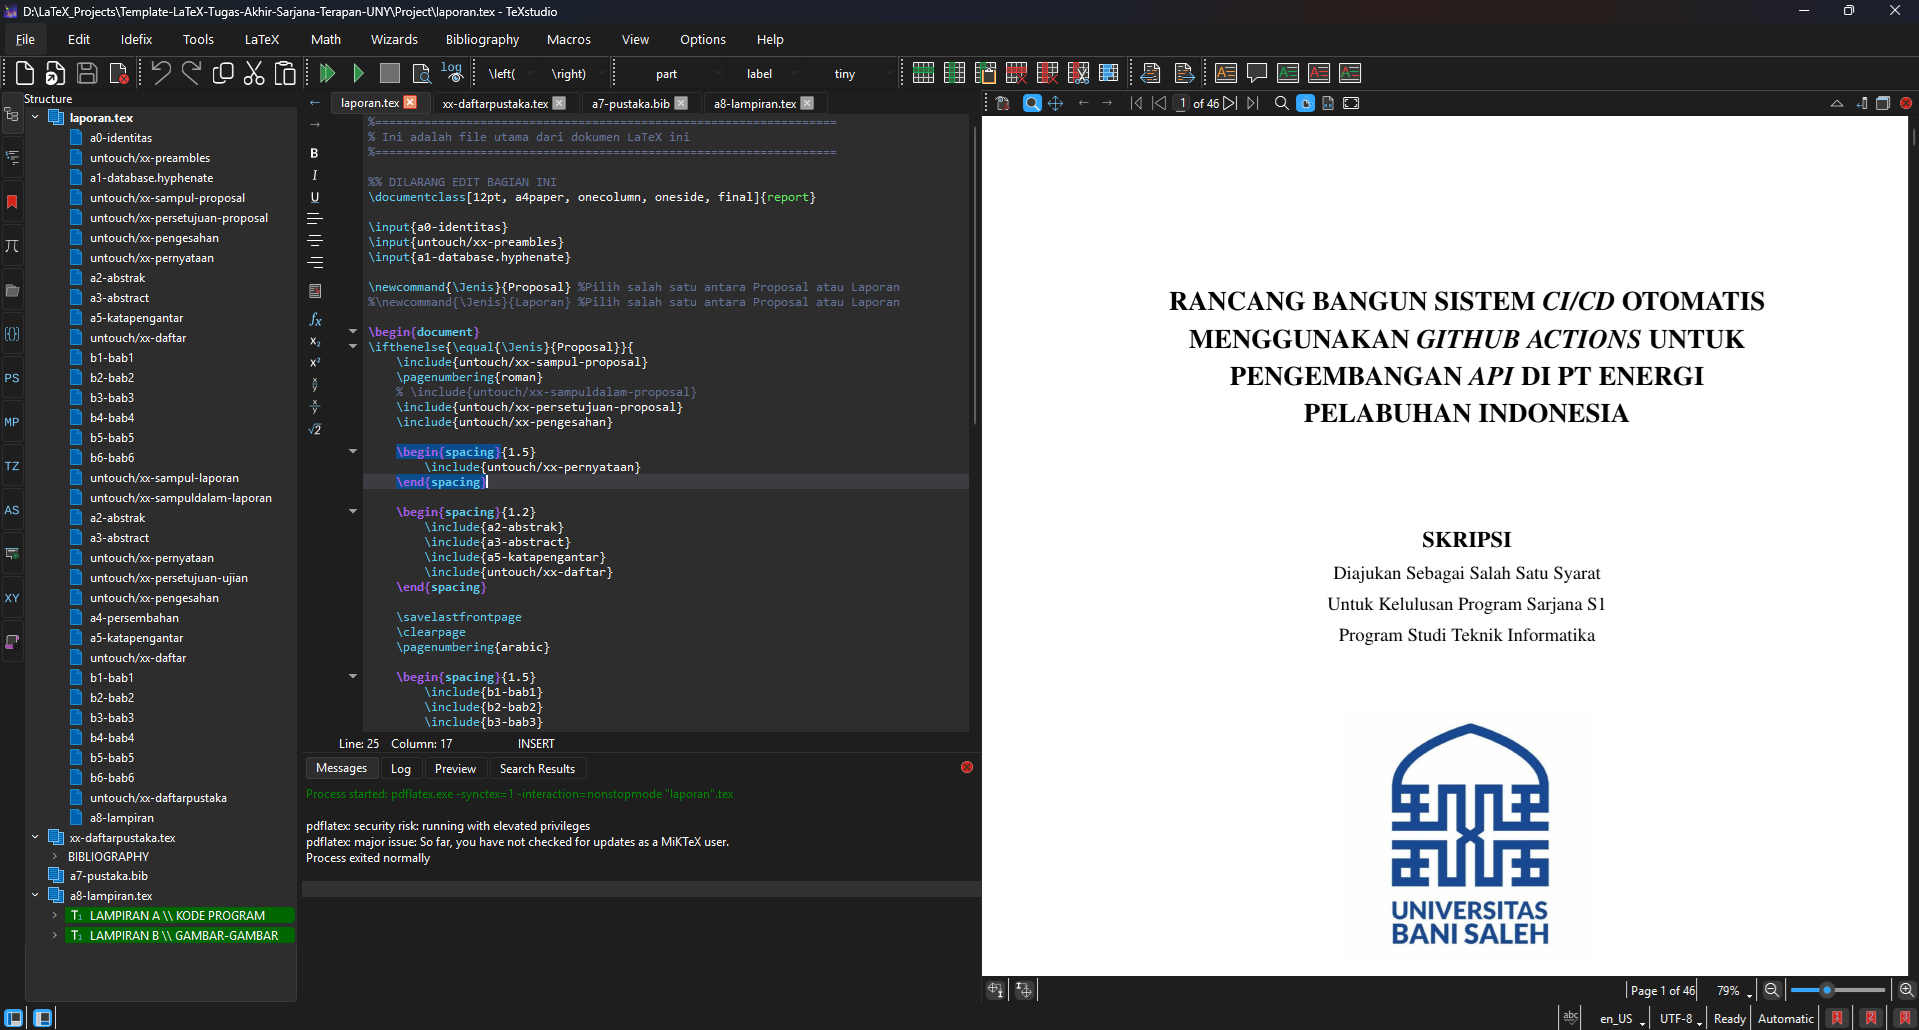 D:\LaTeX_Projects\Template-LaTeX-Tugas-Akhir-Sarjana-Terapan-UNY\Project\laporan.tex - TeXstudio
File Edit Idefix Tools LaTeX Math Wizards Bibliography Macros View Options Help
log
\left( \right) part label tiny
Structure
laporan.tex
a0-identitas
untouch/xx-preambles
a1-database.hyphenate
untouch/xx-sampul-proposal
untouch/xx-persetujuan-proposal
untouch/xx-pengesahan
untouch/xx-pernyataan
a2-abstrak
a3-abstract
a5-katapengantar
untouch/xx-daftar
b1-bab1
b2-bab2
b3-bab3
b4-bab4
b5-bab5
b6-bab6
untouch/xx-sampul-laporan
untouch/xx-sampuldalam-laporan
a2-abstrak
a3-abstract
untouch/xx-pernyataan
untouch/xx-persetujuan-ujian
untouch/xx-pengesahan
a4-persembahan
a5-katapengantar
untouch/xx-daftar
b1-bab1
b2-bab2
b3-bab3
b4-bab4
b5-bab5
b6-bab6
untouch/xx-daftarpustaka
a8-lampiran
xx-daftarpustaka.tex
BIBLIOGRAPHY
a7-pustaka.bib
a8-lampiran.tex
LAMPIRAN A \\ KODE PROGRAM
LAMPIRAN B \\ GAMBAR-GAMBAR
PS
MP
TZ
AS
XY
laporan.tex xx-daftarpustaka.tex a7-pustaka.bib a8-lampiran.tex
B
I
U
%==================================================================
% Ini adalah file utama dari dokumen LaTeX ini
%==================================================================
%% DILARANG EDIT BAGIAN INI
\documentclass[12pt, a4paper, onecolumn, oneside, final]{report}
\input{a0-identitas}
\input{untouch/xx-preambles}
\input{a1-database.hyphenate}
\newcommand{\Jenis}{Proposal} %Pilih salah satu antara Proposal atau Laporan
%\newcommand{\Jenis}{Laporan} %Pilih salah satu antara Proposal atau Laporan
\begin{document}
\ifthenelse{\equal{\Jenis}{Proposal}}{
\include{untouch/xx-sampul-proposal}
\pagenumbering{roman}
% \include{untouch/xx-sampuldalam-proposal}
\include{untouch/xx-persetujuan-proposal}
\include{untouch/xx-pengesahan}
\begin{spacing}{1.5}
\include{untouch/xx-pernyataan}
\end{spacing}
\begin{spacing}{1.2}
\include{a2-abstrak}
\include{a3-abstract}
\include{a5-katapengantar}
\include{untouch/xx-daftar}
\end{spacing}
\savelastfrontpage
\clearpage
\pagenumbering{arabic}
\begin{spacing}{1.5}
\include{b1-bab1}
\include{b2-bab2}
\include{b3-bab3}
Line: 25 Column: 17 INSERT
Messages Log Preview Search Results
Process started: pdflatex.exe -synctex=1 -interaction=nonstopmode "laporan".tex
pdflatex: security risk: running with elevated privileges
pdflatex: major issue: So far, you have not checked for updates as a MiKTeX user.
Process exited normally
1 of 46
RANCANG BANGUN SISTEM CI/CD OTOMATIS
MENGGUNAKAN GITHUB ACTIONS UNTUK
PENGEMBANGAN API DI PT ENERGI
PELABUHAN INDONESIA
SKRIPSI
Diajukan Sebagai Salah Satu Syarat
Untuk Kelulusan Program Sarjana S1
Program Studi Teknik Informatika
UNIVERSITAS
BANI SALEH
Page 1 of 46 79%
abc en_US UTF-8 Ready Automatic 1 2 3